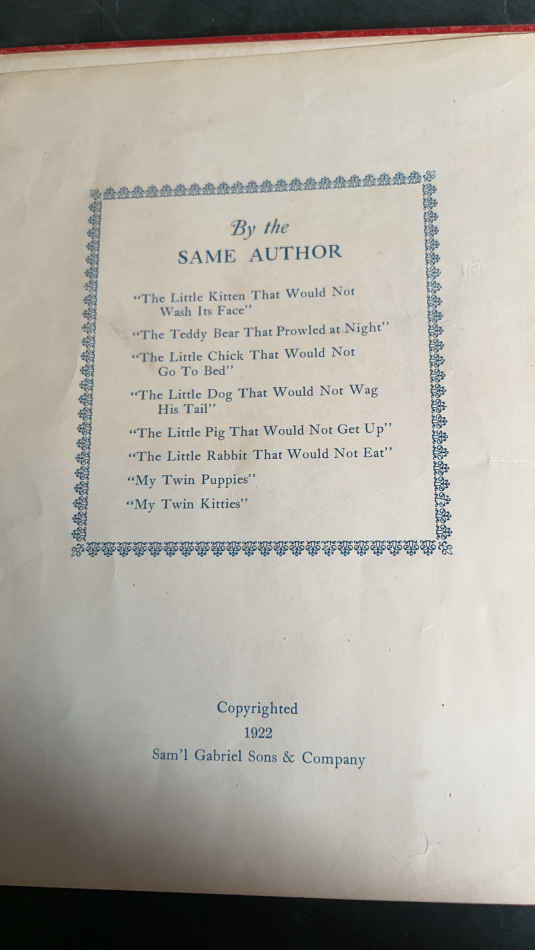 By the
SAME AUTHOR
“The Little Kitten That Would Not
Wash Its Face”
“The Teddy Bear That Prowled at Night”
“The Little Chick That Would Not
Go To Bed”
“The Little Dog That Would Not Wag
His Tail”
“The Little Pig That Would Not Get Up”
“The Little Rabbit That Would Not Eat”
“My Twin Puppies”
“My Twin Kitties”
Copyrighted
1922
Sam’l Gabriel Sons & Company